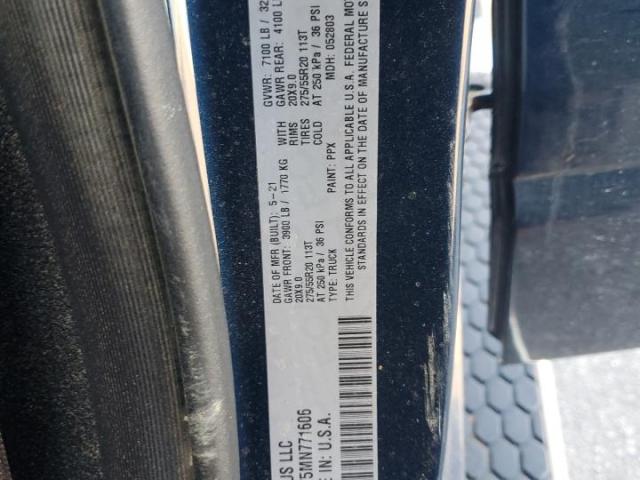 US LLC
DATE OF MFR (BUILT): 5-21 GVWR: 7100 LB / 32
GAWR FRONT: 3900 LB / 1770 KG WITH GAWR REAR: 4100 L
20X9.0 RIMS 20X9.0
275/55R20 113T TIRES 275/55R20 113T
AT 250 kPa / 36 PSI COLD AT 250 kPa / 36 PSI
TYPE: TRUCK PAINT: PPX MDH: 052803
THIS VEHICLE CONFORMS TO ALL APPLICABLE U.S.A. FEDERAL MOT
STANDARDS IN EFFECT ON THE DATE OF MANUFACTURE S
5MN771606
E IN: U.S.A.